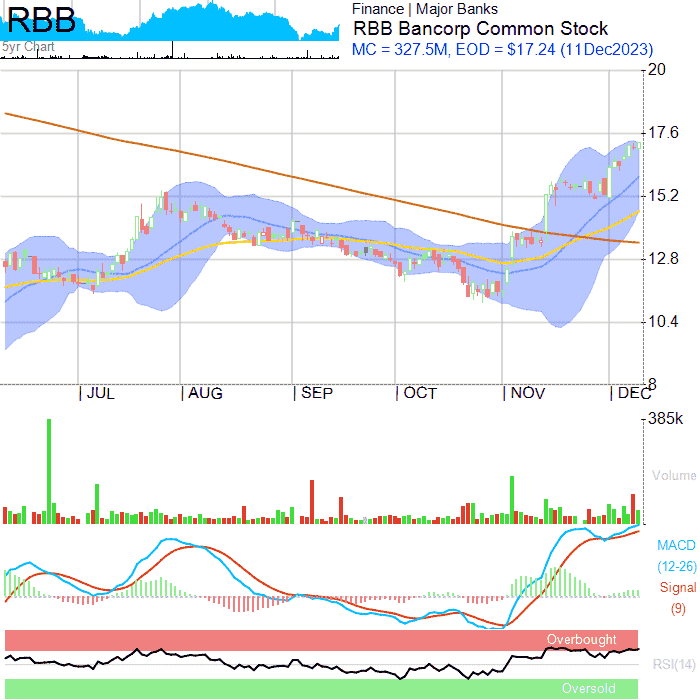 RBB
5yr Chart
Finance | Major Banks
RBB Bancorp Common Stock
MC = 327.5M, EOD = $17.24 (11Dec2023)
20
17.6
15.2
12.8
10.4
8
JUL AUG SEP OCT NOV DEC
385k
Volume
MACD
(12-26)
Signal
(9)
Overbought
RSI(14)
Oversold